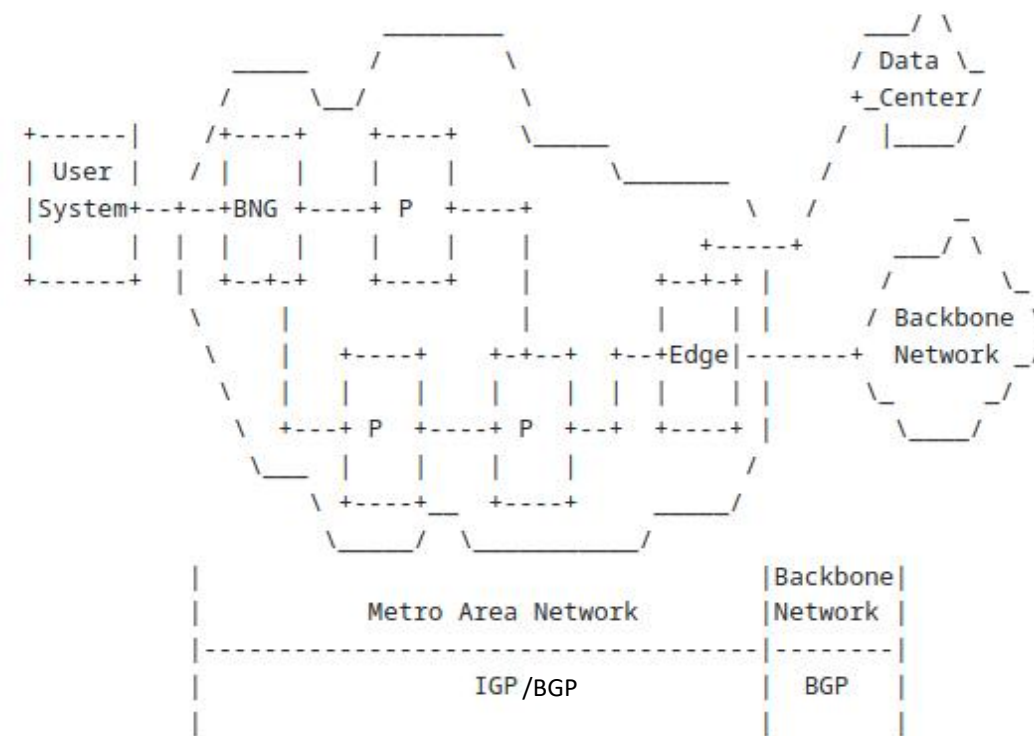 Data
Center
User
System
BNG
P
Backbone
Network
Edge
P
P
Backbone
Metro Area Network
Network
IGP/BGP
BGP